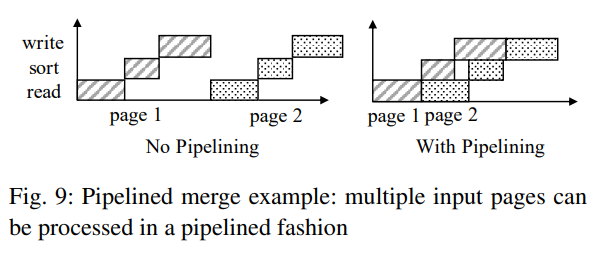 write
sort
read
page 1
page 2
page 1 page 2
No Pipelining
With Pipelining
Fig. 9: Pipelined merge example: multiple input pages can
be processed in a pipelined fashion